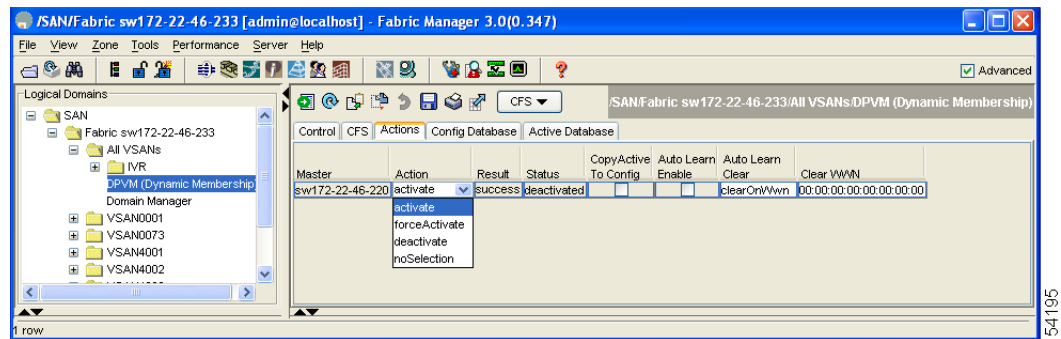 /SAN/Fabric sw172-22-46-233 [admin@localhost] - Fabric Manager 3.0(0.347)
File View Zone Tools Performance Server Help
Advanced
Logical Domains
SAN
Fabric sw172-22-46-233
All VSANs
IVR
DPVM (Dynamic Membership
Domain Manager
VSAN0001
VSAN0073
VSAN4001
VSAN4002
CFS
/SAN/Fabric sw172-22-46-233/All VSANs/DPVM (Dynamic Membership)
Control CFS Actions Config Database Active Database
CopyActive Auto Learn Auto Learn
Master Action Result Status To Config Enable Clear Clear WWN
sw172-22-46-220 activate success deactivated clearOnWwn 00:00:00:00:00:00:00:00
activate
forceActivate
deactivate
noSelection
1 row
54195